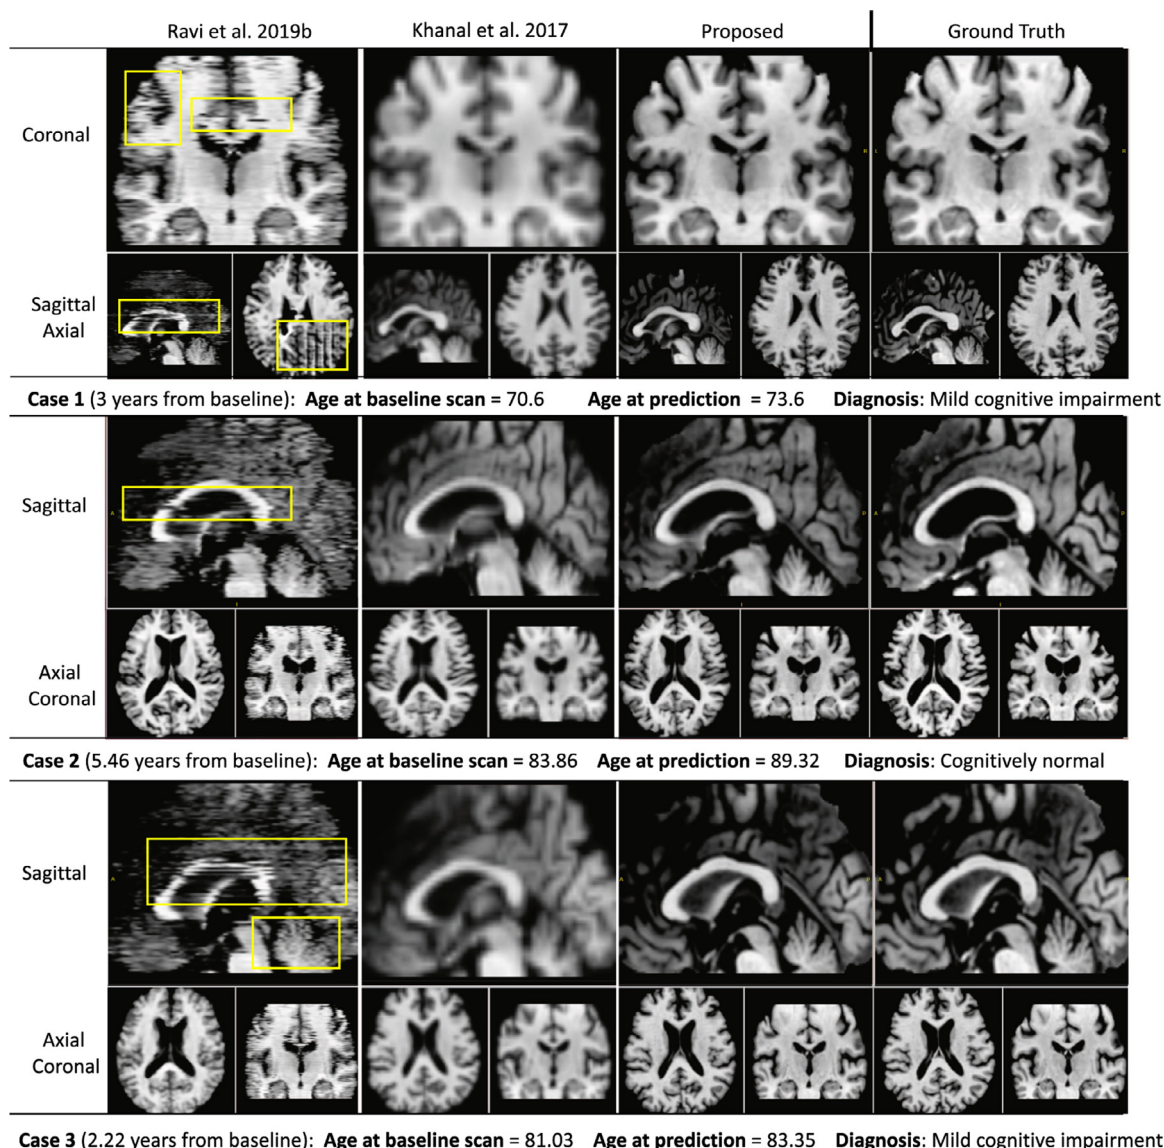 Ravi et al. 2019b Khanal et al. 2017 Proposed Ground Truth
Coronal
Sagittal
Axial
Case 1 (3 years from baseline): Age at baseline scan = 70.6 Age at prediction = 73.6 Diagnosis: Mild cognitive impairment
Sagittal
Axial
Coronal
Case 2 (5.46 years from baseline): Age at baseline scan = 83.86 Age at prediction = 89.32 Diagnosis: Cognitively normal
Sagittal
Axial
Coronal
Case 3 (2.22 years from baseline): Age at baseline scan = 81.03 Age at prediction = 83.35 Diagnosis: Mild cognitive impairment